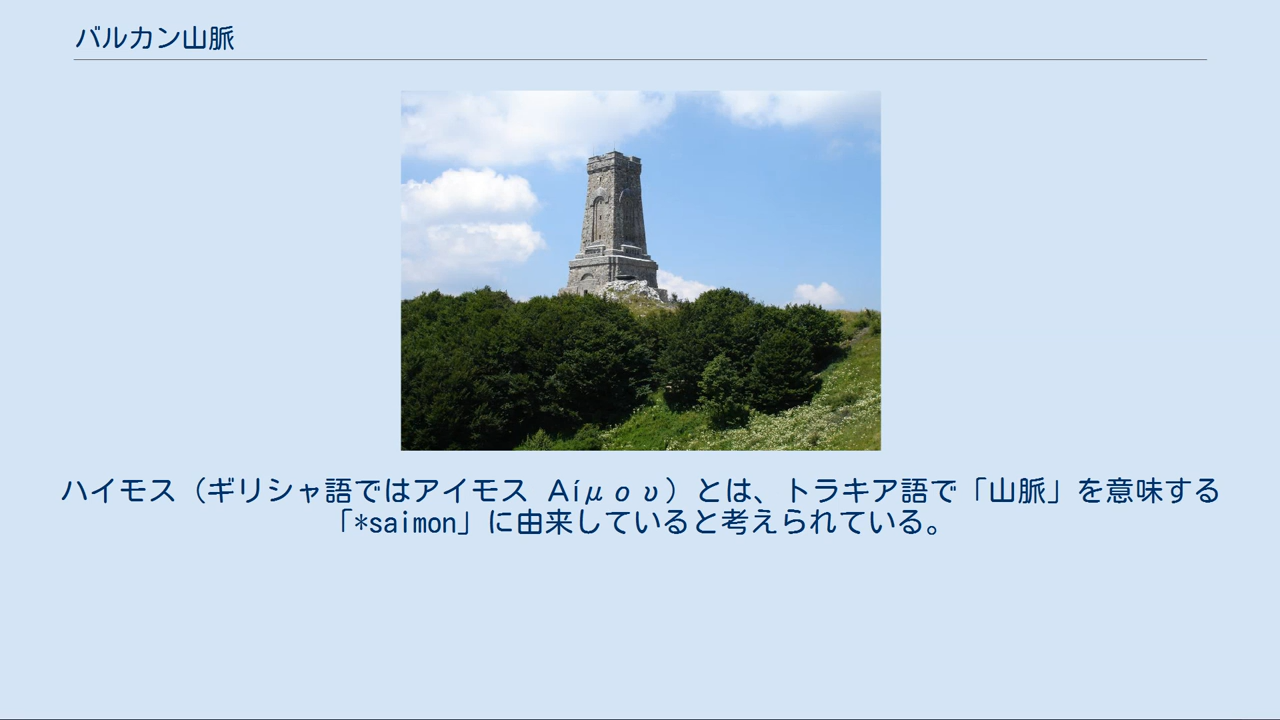 バルカン山脈
ハイモス（ギリシャ語ではアイモス Αίμου）とは、トラキア語で「山脈」を意味する
「*saimon」に由来していると考えられている。